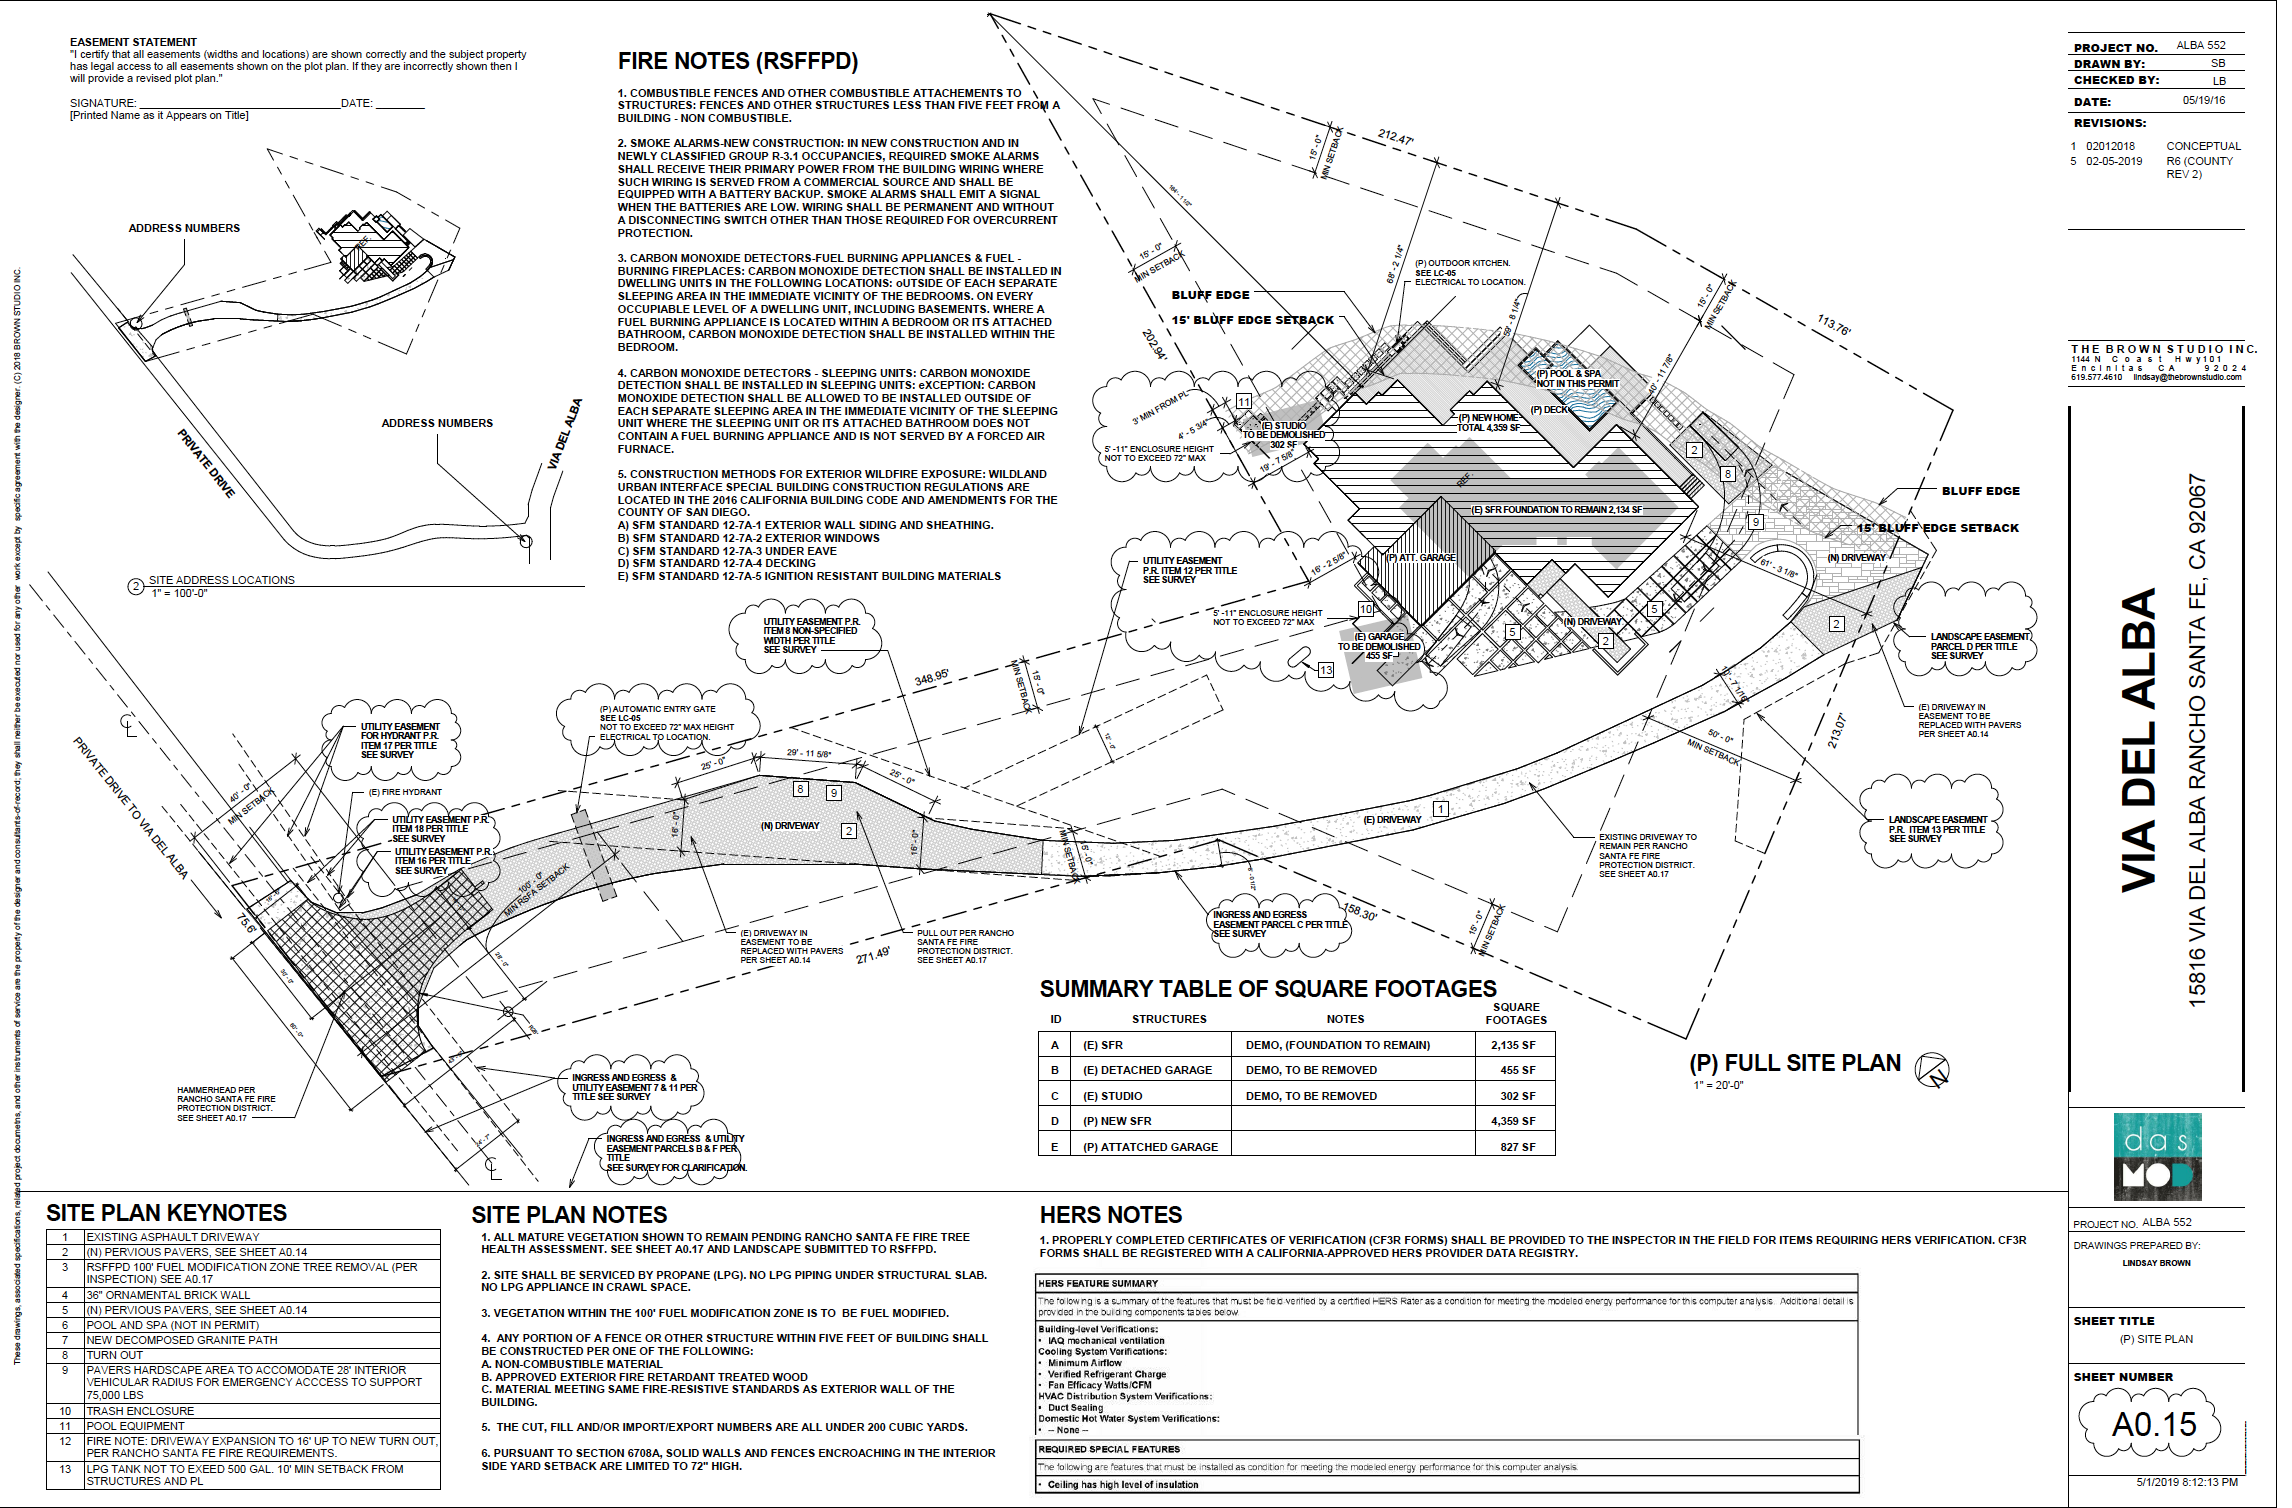 EASEMENT STATEMENT
"I certify that all easements (widths and locations) are shown correctly and the subject property
has legal access to all easements shown on the plot plan. If they are incorrectly shown then I
will provide a revised plot plan."
SIGNATURE: DATE:
[Printed Name as it Appears on Title]
ADDRESS NUMBERS
REF.
ADDRESS NUMBERS
PRIVATE DRIVE
VIA DEL ALBA
2 SITE ADDRESS LOCATIONS
1" = 100'-0"
These drawings, associated specifications, related project documetns, and other instruments of service are the property of the designer and consultants-of-record; they shall neither be executed nor used for any other work except by specific agreement with the designer. (C) 2018 BROWN STUDIO INC.
FIRE NOTES (RSFFPD)
1. COMBUSTIBLE FENCES AND OTHER COMBUSTIBLE ATTACHEMENTS TO
STRUCTURES: FENCES AND OTHER STRUCTURES LESS THAN FIVE FEET FROM A
BUILDING - NON COMBUSTIBLE.
2. SMOKE ALARMS-NEW CONSTRUCTION: IN NEW CONSTRUCTION AND IN
NEWLY CLASSIFIED GROUP R-3.1 OCCUPANCIES, REQUIRED SMOKE ALARMS
SHALL RECEIVE THEIR PRIMARY POWER FROM THE BUILDING WIRING WHERE
SUCH WIRING IS SERVED FROM A COMMERCIAL SOURCE AND SHALL BE
EQUIPPED WITH A BATTERY BACKUP. SMOKE ALARMS SHALL EMIT A SIGNAL
WHEN THE BATTERIES ARE LOW. WIRING SHALL BE PERMANENT AND WITHOUT
A DISCONNECTING SWITCH OTHER THAN THOSE REQUIRED FOR OVERCURRENT
PROTECTION.
3. CARBON MONOXIDE DETECTORS-FUEL BURNING APPLIANCES & FUEL -
BURNING FIREPLACES: CARBON MONOXIDE DETECTION SHALL BE INSTALLED IN
DWELLING UNITS IN THE FOLLOWING LOCATIONS: oUTSIDE OF EACH SEPARATE
SLEEPING AREA IN THE IMMEDIATE VICINITY OF THE BEDROOMS. ON EVERY
OCCUPIABLE LEVEL OF A DWELLING UNIT, INCLUDING BASEMENTS. WHERE A
FUEL BURNING APPLIANCE IS LOCATED WITHIN A BEDROOM OR ITS ATTACHED
BATHROOM, CARBON MONOXIDE DETECTION SHALL BE INSTALLED WITHIN THE
BEDROOM.
4. CARBON MONOXIDE DETECTORS - SLEEPING UNITS: CARBON MONOXIDE
DETECTION SHALL BE INSTALLED IN SLEEPING UNITS: eXCEPTION: CARBON
MONOXIDE DETECTION SHALL BE ALLOWED TO BE INSTALLED OUTSIDE OF
EACH SEPARATE SLEEPING AREA IN THE IMMEDIATE VICINITY OF THE SLEEPING
UNIT WHERE THE SLEEPING UNIT OR ITS ATTACHED BATHROOM DOES NOT
CONTAIN A FUEL BURNING APPLIANCE AND IS NOT SERVED BY A FORCED AIR
FURNACE.
5. CONSTRUCTION METHODS FOR EXTERIOR WILDFIRE EXPOSURE: WILDLAND
URBAN INTERFACE SPECIAL BUILDING CONSTRUCTION REGULATIONS ARE
LOCATED IN THE 2016 CALIFORNIA BUILDING CODE AND AMENDMENTS FOR THE
COUNTY OF SAN DIEGO.
A) SFM STANDARD 12-7A-1 EXTERIOR WALL SIDING AND SHEATHING.
B) SFM STANDARD 12-7A-2 EXTERIOR WINDOWS
C) SFM STANDARD 12-7A-3 UNDER EAVE
D) SFM STANDARD 12-7A-4 DECKING
E) SFM STANDARD 12-7A-5 IGNITION RESISTANT BUILDING MATERIALS
212.47'
15' - 0"
MIN SETBACK
15' - 0"
MIN SETBACK
68' - 2 1/4"
59' - 8 1/4"
(P) OUTDOOR KITCHEN.
SEE LC-05
ELECTRICAL TO LOCATION.
15' - 0"
MIN SETBACK
40' - 11 7/8"
113.76'
202.94'
BLUFF EDGE
15' BLUFF EDGE SETBACK
3' MIN FROM PL
11
4' - 5 3/4"
5' -11" ENCLOSURE HEIGHT
NOT TO EXCEED 72" MAX
(E) STUDIO
TO BE DEMOLISHED
302 SF
19' - 7 5/8"
(P) POOL & SPA
NOT IN THIS PERMIT
(P) DECK
(P) NEW HOME
TOTAL 4,359 SF
2
8
9
REF.
(E) SFR FOUNDATION TO REMAIN 2,134 SF
BLUFF EDGE
15' BLUFF EDGE SETBACK
(N) DRIVEWAY
61' - 3 1/8"
2
LANDSCAPE EASEMENT
PARCEL D PER TITLE
SEE SURVEY
UTILITY EASEMENT
P.R. ITEM 12 PER TITLE
SEE SURVEY
16' - 2 5/8"
(P) ATT. GARAGE
5' -11" ENCLOSURE HEIGHT
NOT TO EXCEED 72" MAX
10
(E) GARAGE
TO BE DEMOLISHED
455 SF
13
5
(N) DRIVEWAY
2
5
(E) DRIVEWAY IN
EASEMENT TO BE
REPLACED WITH PAVERS
PER SHEET A0.14
UTILITY EASEMENT P.R.
ITEM 8 NON-SPECIFIED
WIDTH PER TITLE
SEE SURVEY
348.95'
15' - 0"
MIN SETBACK
12' - 0"
50' - 0"
MIN SETBACK
213.07'
LANDSCAPE EASEMENT
P.R. ITEM 13 PER TITLE
SEE SURVEY
(P) AUTOMATIC ENTRY GATE
SEE LC-05
NOT TO EXCEED 72" MAX HEIGHT
ELECTRICAL TO LOCATION.
UTILITY EASEMENT
FOR HYDRANT P.R.
ITEM 17 PER TITLE
SEE SURVEY
(E) FIRE HYDRANT
UTILITY EASEMENT P.R.
ITEM 18 PER TITLE
SEE SURVEY
UTILITY EASEMENT P.R.
ITEM 16 PER TITLE
SEE SURVEY
PRIVATE DRIVE TO VIA DEL ALBA
40' - 0"
MIN SETBACK
75.6'
100' - 0"
MIN RSFA SETBACK
25' - 0"
29' - 11 5/8"
25' - 0"
16' - 0"
16' - 0"
8
9
2
(N) DRIVEWAY
15' - 0"
MIN SETBACK
(E) DRIVEWAY
1
EXISTING DRIVEWAY TO
REMAIN PER RANCHO
SANTA FE FIRE
PROTECTION DISTRICT.
SEE SHEET A0.17
INGRESS AND EGRESS
EASEMENT PARCEL C PER TITLE
SEE SURVEY
158.30'
15' - 0"
MIN SETBACK
(E) DRIVEWAY IN
EASEMENT TO BE
REPLACED WITH PAVERS
PER SHEET A0.14
271.49'
PULL OUT PER RANCHO
SANTA FE FIRE
PROTECTION DISTRICT.
SEE SHEET A0.17
HAMMERHEAD PER
RANCHO SANTA FE FIRE
PROTECTION DISTRICT.
SEE SHEET A0.17
INGRESS AND EGRESS &
UTILITY EASEMENT 7 & 11 PER
TITLE SEE SURVEY
INGRESS AND EGRESS & UTILITY
EASEMENT PARCELS B & F PER
TITLE
SEE SURVEY FOR CLARIFICATION.
SUMMARY TABLE OF SQUARE FOOTAGES
ID STRUCTURES NOTES SQUARE FOOTAGES
A (E) SFR DEMO, (FOUNDATION TO REMAIN) 2,135 SF
B (E) DETACHED GARAGE DEMO, TO BE REMOVED 455 SF
C (E) STUDIO DEMO, TO BE REMOVED 302 SF
D (P) NEW SFR 4,359 SF
E (P) ATTATCHED GARAGE 827 SF
(P) FULL SITE PLAN
1" = 20'-0"
N
SITE PLAN KEYNOTES
1 EXISTING ASPHAULT DRIVEWAY
2 (N) PERVIOUS PAVERS, SEE SHEET A0.14
3 RSFFPD 100' FUEL MODIFICATION ZONE TREE REMOVAL (PER
INSPECTION) SEE A0.17
4 36" ORNAMENTAL BRICK WALL
5 (N) PERVIOUS PAVERS, SEE SHEET A0.14
6 POOL AND SPA (NOT IN PERMIT)
7 NEW DECOMPOSED GRANITE PATH
8 TURN OUT
9 PAVERS HARDSCAPE AREA TO ACCOMODATE 28' INTERIOR
VEHICULAR RADIUS FOR EMERGENCY ACCCESS TO SUPPORT
75,000 LBS
10 TRASH ENCLOSURE
11 POOL EQUIPMENT
12 FIRE NOTE: DRIVEWAY EXPANSION TO 16' UP TO NEW TURN OUT,
PER RANCHO SANTA FE FIRE REQUIREMENTS.
13 LPG TANK NOT TO EXEED 500 GAL. 10' MIN SETBACK FROM
STRUCTURES AND PL
SITE PLAN NOTES
1. ALL MATURE VEGETATION SHOWN TO REMAIN PENDING RANCHO SANTA FE FIRE TREE
HEALTH ASSESSMENT. SEE SHEET A0.17 AND LANDSCAPE SUBMITTED TO RSFFPD.
2. SITE SHALL BE SERVICED BY PROPANE (LPG). NO LPG PIPING UNDER STRUCTURAL SLAB.
NO LPG APPLIANCE IN CRAWL SPACE.
3. VEGETATION WITHIN THE 100' FUEL MODIFICATION ZONE IS TO BE FUEL MODIFIED.
4. ANY PORTION OF A FENCE OR OTHER STRUCTURE WITHIN FIVE FEET OF BUILDING SHALL
BE CONSTRUCTED PER ONE OF THE FOLLOWING:
A. NON-COMBUSTIBLE MATERIAL
B. APPROVED EXTERIOR FIRE RETARDANT TREATED WOOD
C. MATERIAL MEETING SAME FIRE-RESISTIVE STANDARDS AS EXTERIOR WALL OF THE
BUILDING.
5. THE CUT, FILL AND/OR IMPORT/EXPORT NUMBERS ARE ALL UNDER 200 CUBIC YARDS.
6. PURSUANT TO SECTION 6708A, SOLID WALLS AND FENCES ENCROACHING IN THE INTERIOR
SIDE YARD SETBACK ARE LIMITED TO 72" HIGH.
HERS NOTES
1. PROPERLY COMPLETED CERTIFICATES OF VERIFICATION (CF3R FORMS) SHALL BE PROVIDED TO THE INSPECTOR IN THE FIELD FOR ITEMS REQUIRING HERS VERIFICATION. CF3R
FORMS SHALL BE REGISTERED WITH A CALIFORNIA-APPROVED HERS PROVIDER DATA REGISTRY.
HERS FEATURE SUMMARY
The following is a summary of the features that must be field-verified by a certified HERS Rater as a condition for meeting the modeled energy performance for this computer analysis. Additional detail is
provided in the building components tables below.
Building-level Verifications:
• IAQ mechanical ventilation
Cooling System Verifications:
• Minimum Airflow
• Verified Refrigerant Charge
• Fan Efficacy Watts/CFM
HVAC Distribution System Verifications:
• Duct Sealing
Domestic Hot Water System Verifications:
• -- None --
REQUIRED SPECIAL FEATURES
The following are features that must be installed as condition for meeting the modeled energy performance for this computer analysis.
• Ceiling has high level of insulation
PROJECT NO. ALBA 552
DRAWN BY: SB
CHECKED BY: LB
DATE: 05/19/16
REVISIONS:
1 02012018 CONCEPTUAL
5 02-05-2019 R6 (COUNTY
REV 2)
THE BROWN STUDIO INC.
1144 N Coast Hwy101
Encinitas CA 92024
619.577.4610 lindsay@thebrownstudio.com
VIA DEL ALBA
15816 VIA DEL ALBA RANCHO SANTA FE, CA 92067
das
MOD
PROJECT NO. ALBA 552
DRAWINGS PREPARED BY:
LINDSAY BROWN
SHEET TITLE
(P) SITE PLAN
SHEET NUMBER
A0.15
5/1/2019 8:12:13 PM